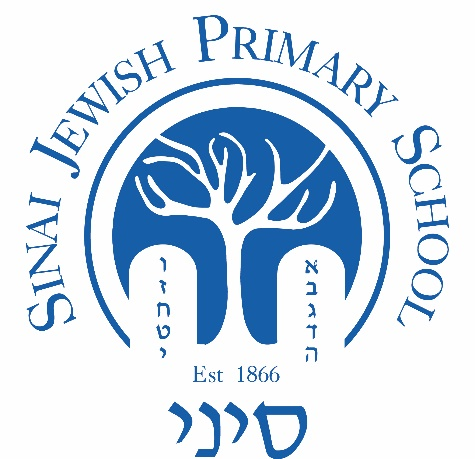 SINAI JEWISH PRIMARY SCHOOL
א
ב
ג
ד
ה
ו
ז
ח
ט
י
Est 1866
סיני